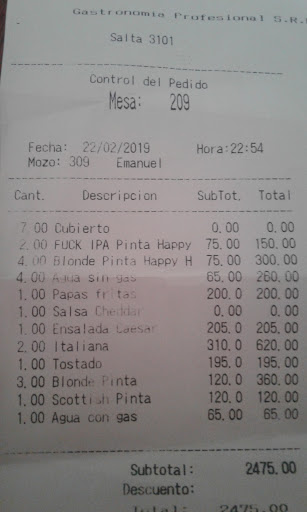 Gastronomia Profesional S.R.
Salta 3101
Control del Pedido
Mesa: 209
Fecha: 22/02/2019 Hora:22:54
Mozo: 309 Emanuel
Cant. Descripcion SubTot. Total
7.00 Cubierto 0.00 0.00
2.00 FUCK IPA Pinta Happy 75.00 150.00
4.00 Blonde Pinta Happy H 75.00 300.00
4.00 Agua sin gas 65.00 260.00
1.00 Papas fritas 200.0 200.00
1.00 Salsa Cheddar 0.00 0.00
1.00 Ensalada Caesar 205.0 205.00
2.00 Italiana 310.0 620.00
1.00 Tostado 195.0 195.00
3.00 Blonde Pinta 120.0 360.00
1.00 Scottish Pinta 120.0 120.00
1.00 Agua con gas 65.00 65.00
Subtotal: 2475.00
Descuento:
Total: 2475.00